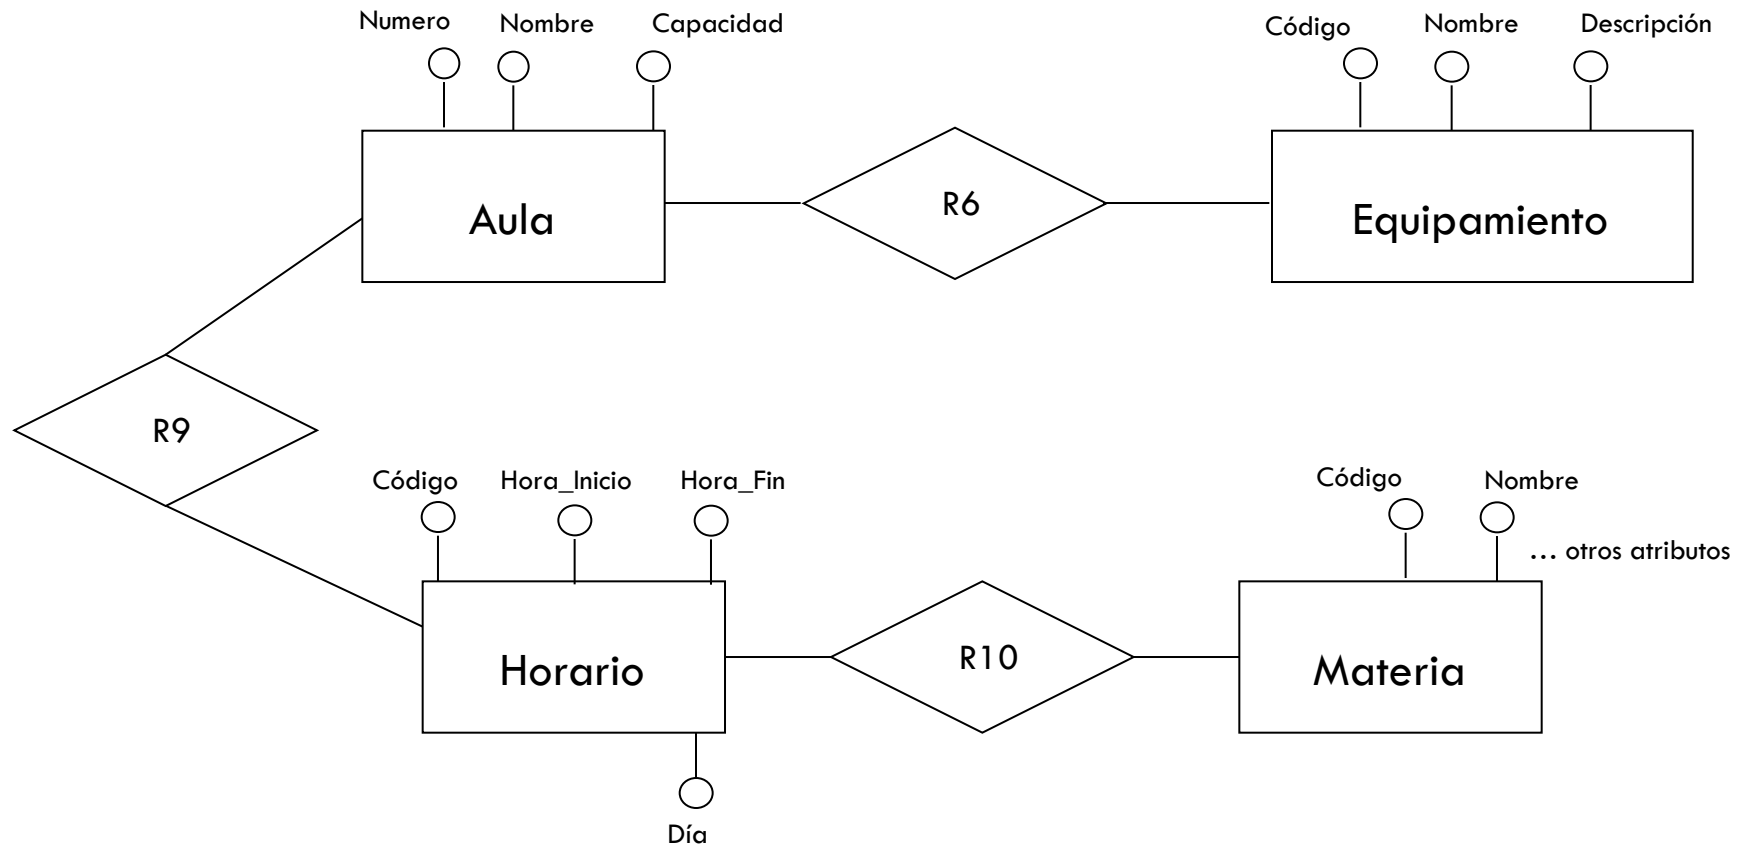 Numero
Nombre
Capacidad
Código
Nombre
Descripción
Aula
R6
Equipamiento
R9
Código
Hora_Inicio
Hora_Fin
Código
Nombre
... otros atributos
Horario
R10
Materia
Día